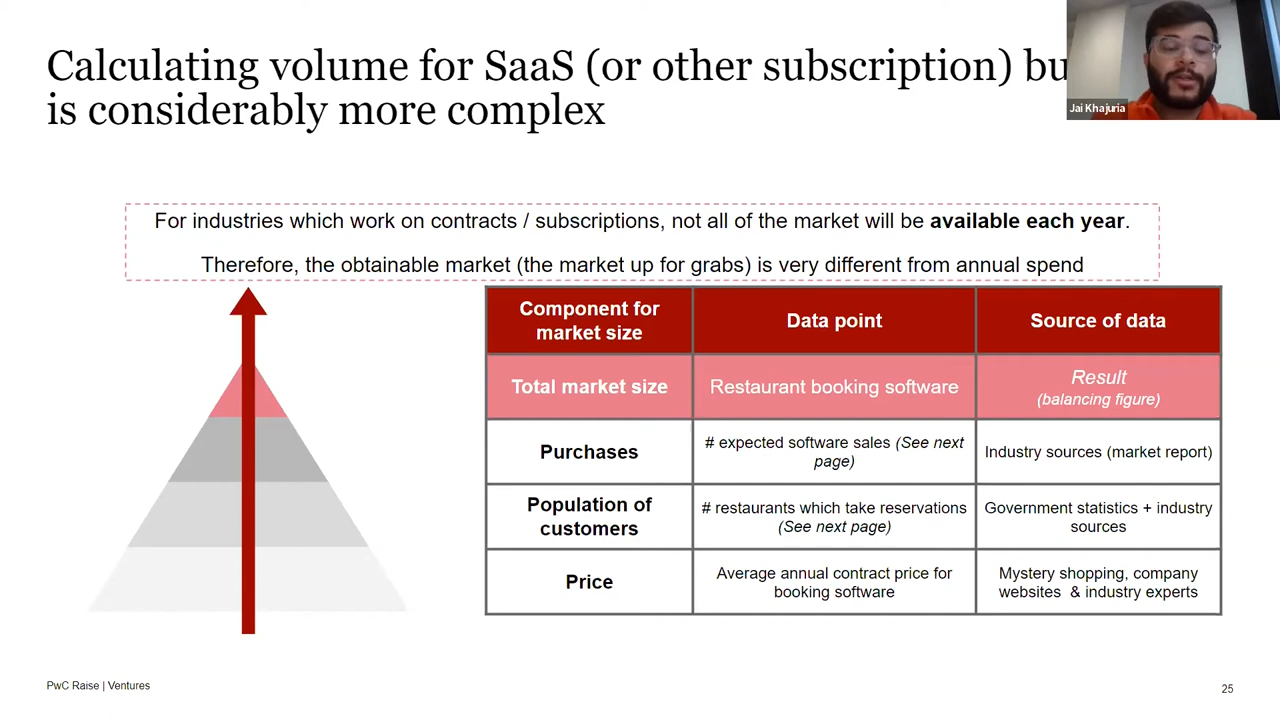 Calculating volume for SaaS (or other subscription)
is considerably more complex
Jai Khajuria
For industries which work on contracts / subscriptions, not all of the market will be available each year.
Therefore, the obtainable market (the market up for grabs) is very different from annual spend
Component for
market size
Data point
Source of data
Total market size
Restaurant booking software
Result
(balancing figure)
Purchases
# expected software sales (See next
page)
Industry sources (market report)
Population of
customers
# restaurants which take reservations
(See next page)
Government statistics + industry
sources
Price
Average annual contract price for
booking software
Mystery shopping, company
websites & industry experts
PwC Raise | Ventures
25